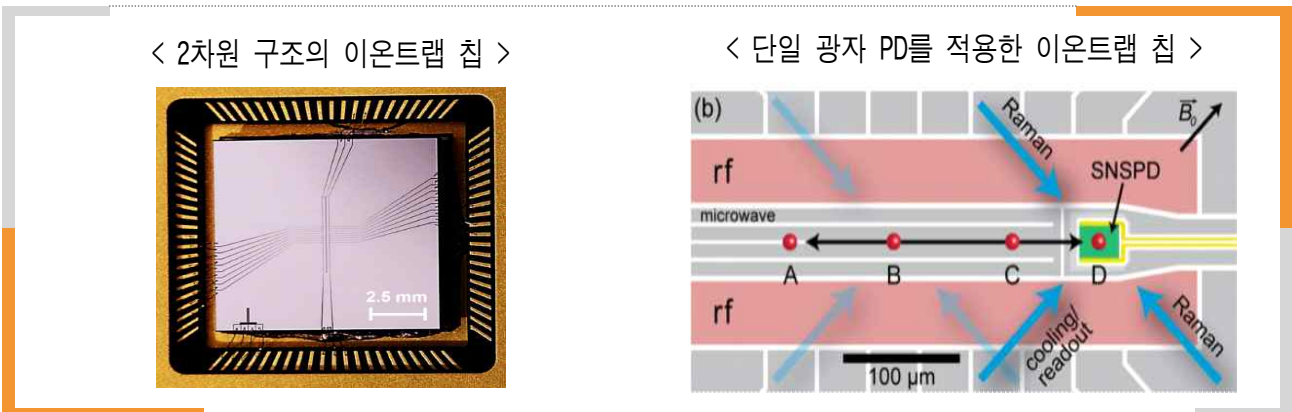 < 2차원 구조의 이온트랩 칩 >
2.5 mm
< 단일 광자 PD를 적용한 이온트랩 칩 >
(b)
Raman
B⃗₀
rf
SNSPD
microwave
A
B
C
D
rf
cooling/
readout
Raman
100 μm